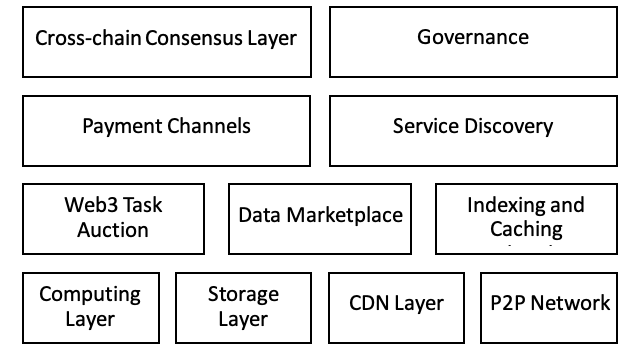 Cross-chain Consensus Layer
Governance
Payment Channels
Service Discovery
Web3 Task
Auction
Data Marketplace
Indexing and
Caching
Computing
Layer
Storage
Layer
CDN Layer
P2P Network